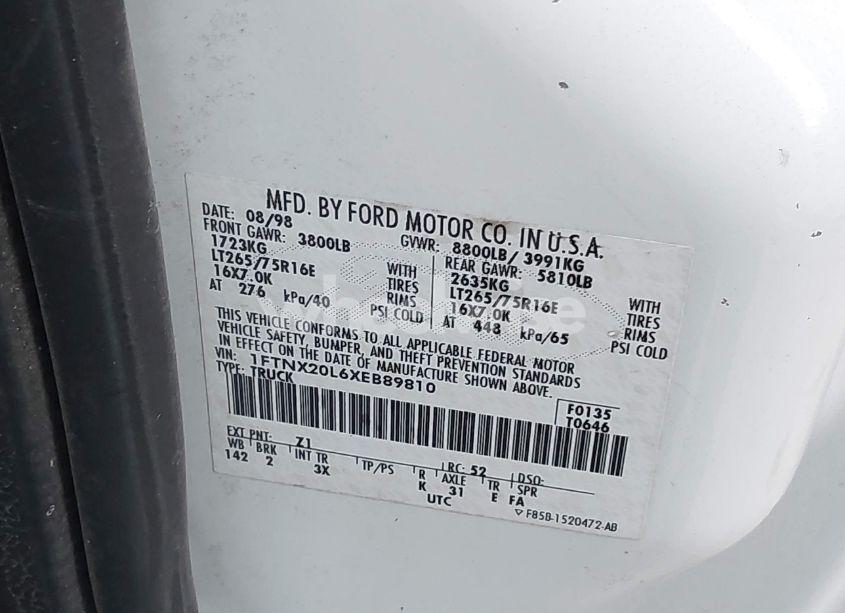 MFD. BY FORD MOTOR CO. IN U.S.A.
DATE: 08/98 GVWR: 8800LB/ 3991KG
FRONT GAWR: 3800LB REAR GAWR: 5810LB
1723KG WITH 2635KG WITH
LT265/75R16E TIRES LT265/75R16E TIRES
16X7.0K RIMS 16X7.0K RIMS
AT 276 kPa/40 PSI COLD AT 448 kPa/65 PSI COLD
THIS VEHICLE CONFORMS TO ALL APPLICABLE FEDERAL MOTOR
VEHICLE SAFETY, BUMPER, AND THEFT PREVENTION STANDARDS
IN EFFECT ON THE DATE OF MANUFACTURE SHOWN ABOVE.
VIN: 1FTNX20L6XEB89810
TYPE: TRUCK
F0135
T0646
EXT PNT: Z1 RC: 52 DSO:
WB BRK INT TR TP/PS R AXLE TR SPR
142 2 3X K 31 E FA
UTC
▽ F85B-1520472-AB